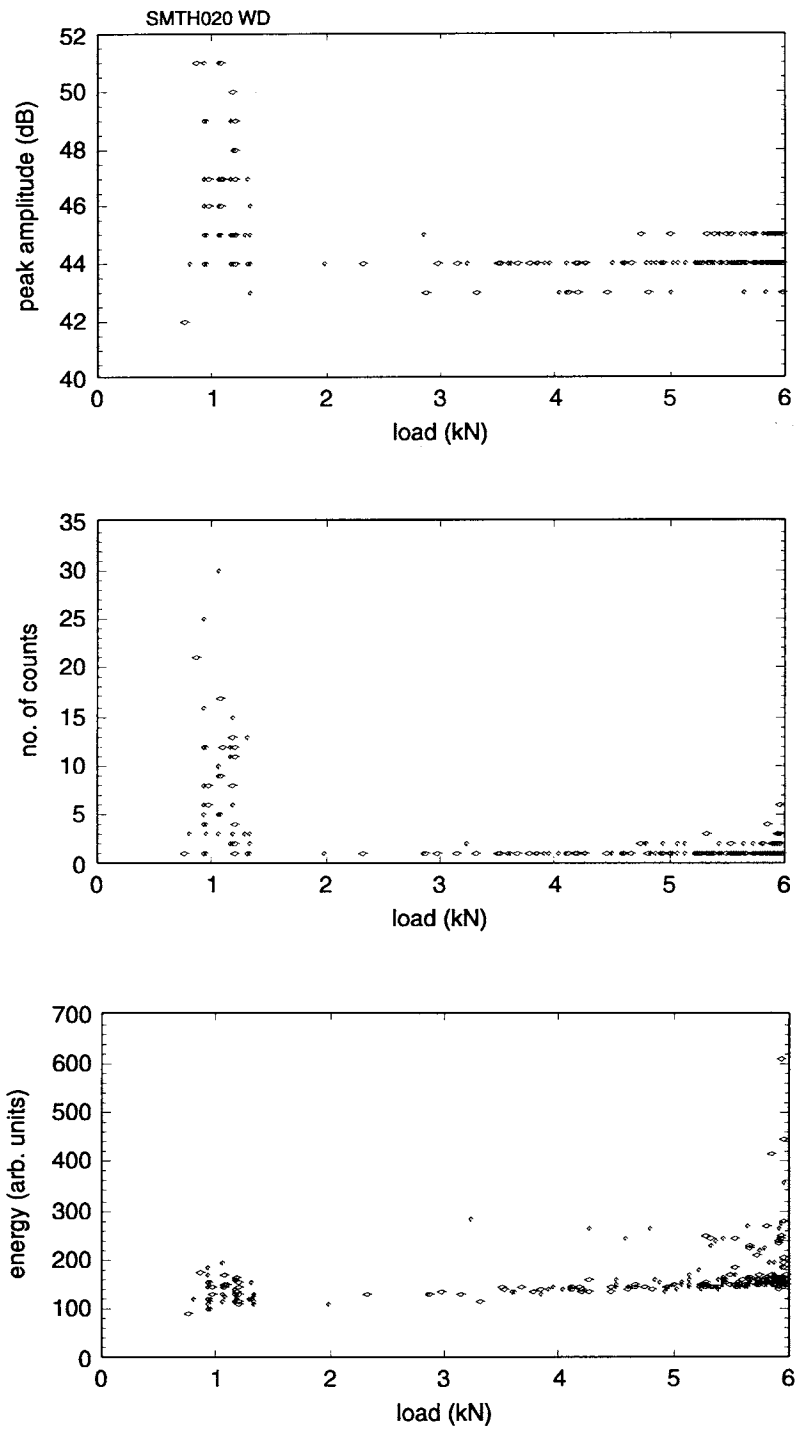 SMTH020 WD
52
50
48
46
44
42
40
peak amplitude (dB)
0 1 2 3 4 5 6
load (kN)
35
30
25
20
15
10
5
0
no. of counts
0 1 2 3 4 5 6
load (kN)
700
600
500
400
300
200
100
0
energy (arb. units)
0 1 2 3 4 5 6
load (kN)